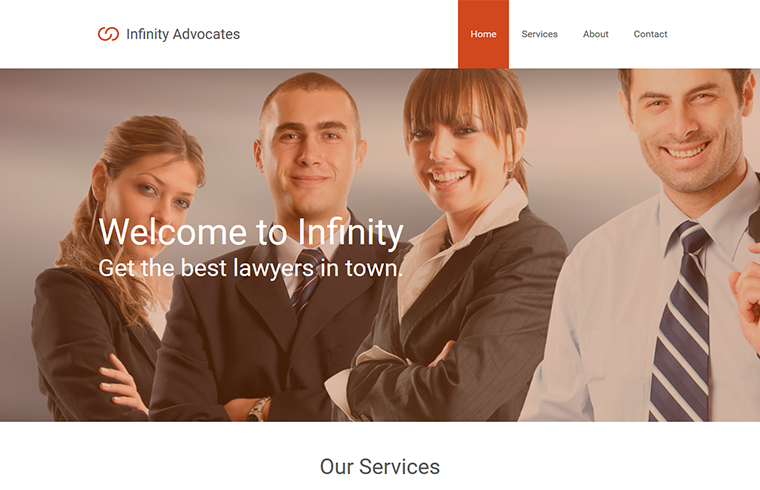 Infinity Advocates
Home Services About Contact
Welcome to Infinity
Get the best lawyers in town.
Our Services